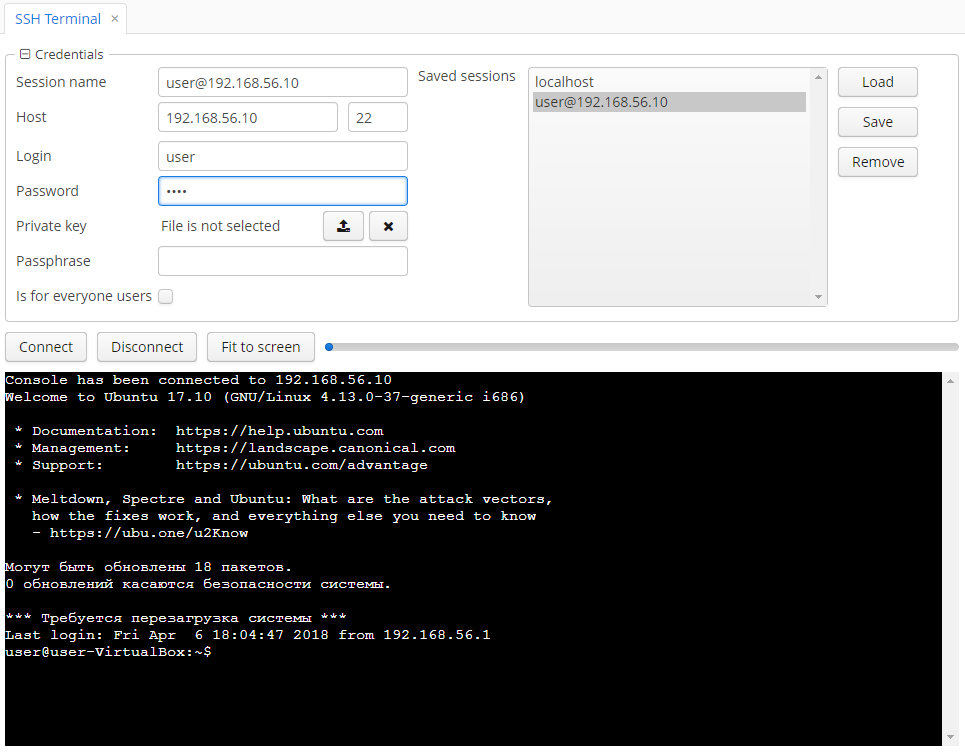 SSH Terminal ×
Credentials
Session name
user@192.168.56.10
Host
192.168.56.10
22
Login
user
Password
••••
Private key
File is not selected
Passphrase
Is for everyone users
Saved sessions
localhost
user@192.168.56.10
Load
Save
Remove
Connect
Disconnect
Fit to screen
Console has been connected to 192.168.56.10
Welcome to Ubuntu 17.10 (GNU/Linux 4.13.0-37-generic i686)
* Documentation:  https://help.ubuntu.com
* Management:     https://landscape.canonical.com
* Support:        https://ubuntu.com/advantage
* Meltdown, Spectre and Ubuntu: What are the attack vectors,
how the fixes work, and everything else you need to know
- https://ubu.one/u2Know
Могут быть обновлены 18 пакетов.
0 обновлений касаются безопасности системы.
*** Требуется перезагрузка системы ***
Last login: Fri Apr  6 18:04:47 2018 from 192.168.56.1
user@user-VirtualBox:~$